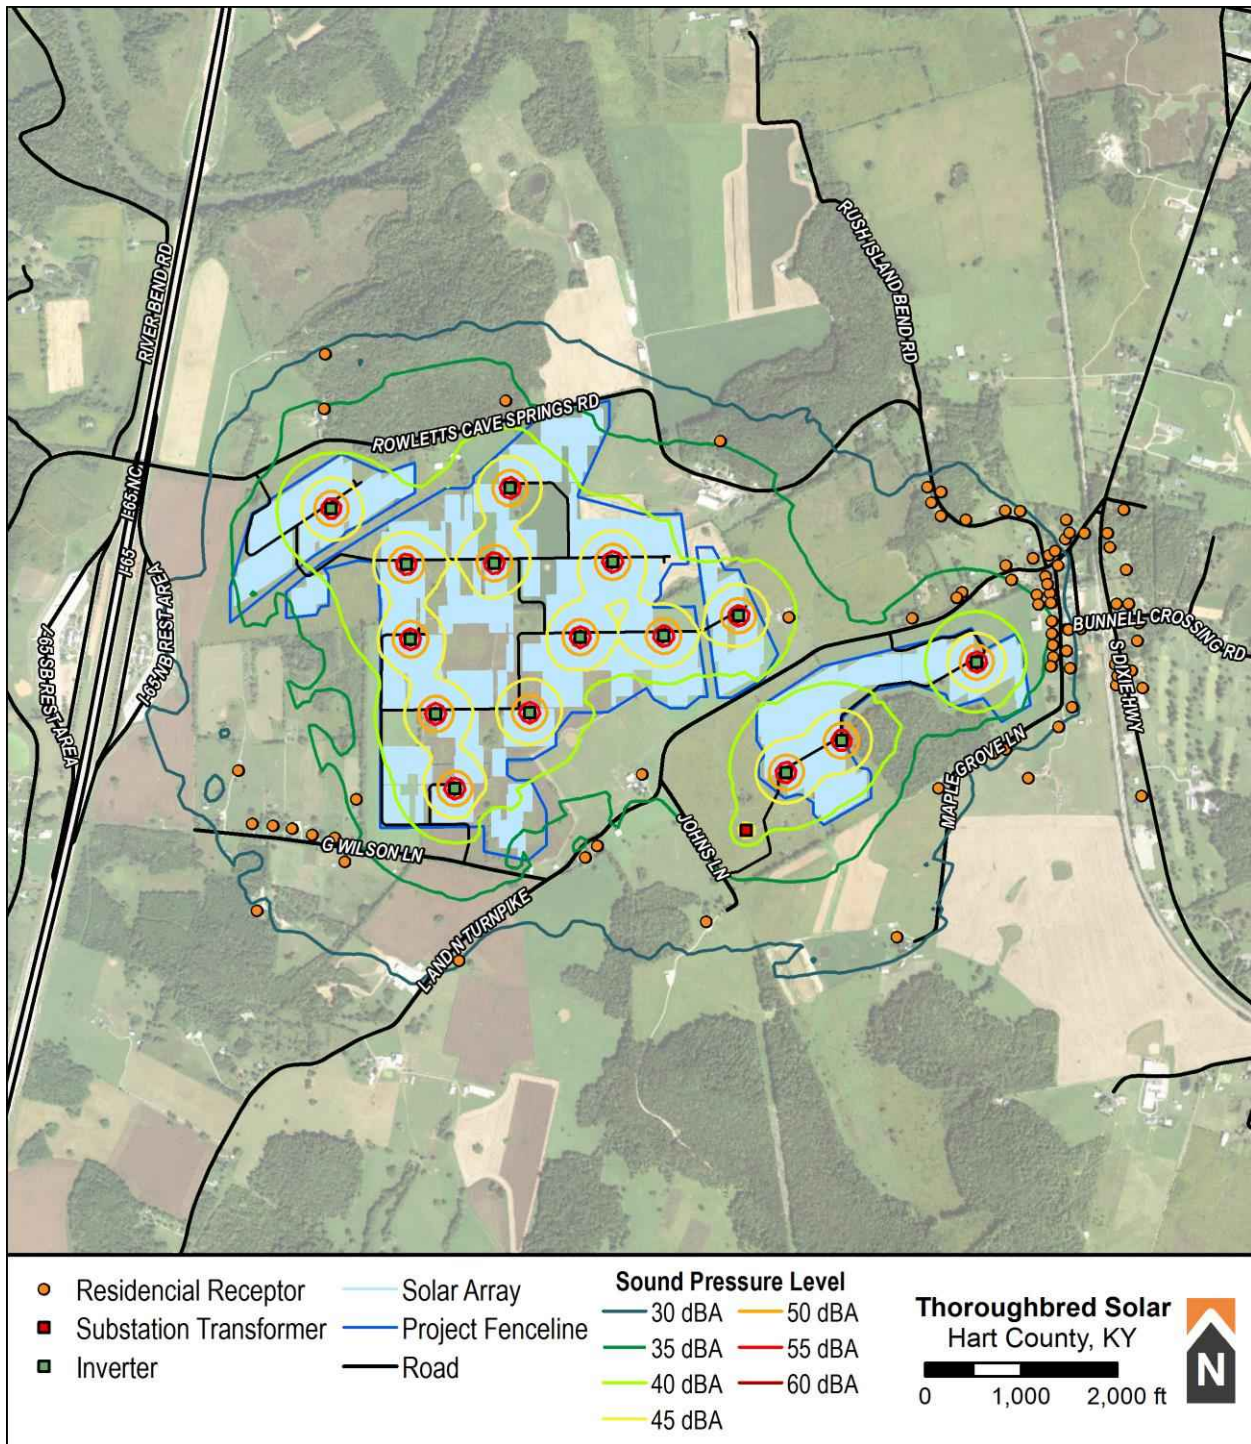 RUSH ISLAND BEND RD
RIVER BEND RD
ROWLETTS CAVE SPRINGS RD
I-65 NC
I-65
I-65 NB REST AREA
I-65 SB REST AREA
BUNNELL CROSSING RD
S DIXIE HWY
MAPLE GROVE LN
JOHNS LN
G WILSON LN
L AND N TURNPIKE
Residencial Receptor
Substation Transformer
Inverter
Solar Array
Project Fenceline
Road
Sound Pressure Level
30 dBA
35 dBA
40 dBA
45 dBA
50 dBA
55 dBA
60 dBA
Thoroughbred Solar
Hart County, KY
0 1,000 2,000 ft
N